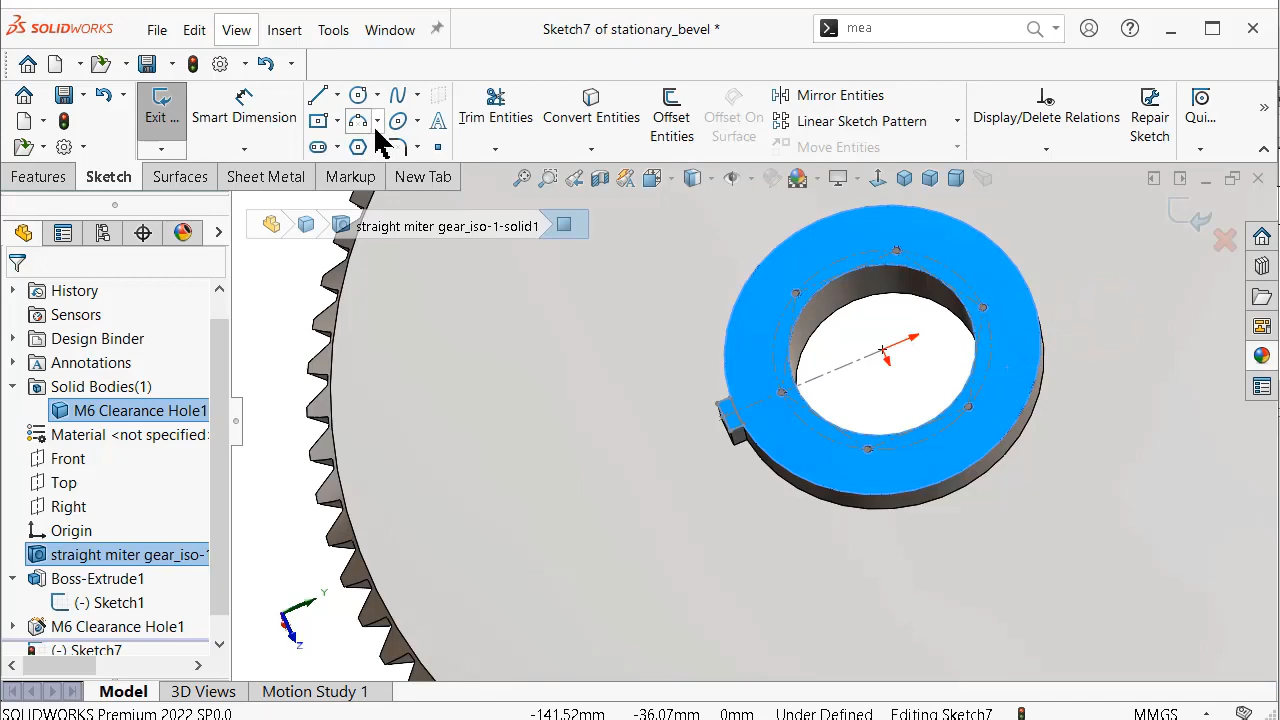 SOLIDWORKS File Edit View Insert Tools Window Sketch7 of stationary_bevel * mea
Exit ... Smart Dimension Trim Entities Convert Entities Offset Entities Offset On Surface Mirror Entities Linear Sketch Pattern Move Entities Display/Delete Relations Repair Sketch Qui...
Features Sketch Surfaces Sheet Metal Markup New Tab
straight miter gear_iso-1-solid1
History
Sensors
Design Binder
Annotations
Solid Bodies(1)
M6 Clearance Hole1
Material <not specified>
Front
Top
Right
Origin
straight miter gear_iso-1
Boss-Extrude1
(-) Sketch1
M6 Clearance Hole1
(-) Sketch7
Y
Z
Model 3D Views Motion Study 1
SOLIDWORKS Premium 2022 SP0.0 -141.52mm -36.07mm 0mm Under Defined Editing Sketch7 MMGS